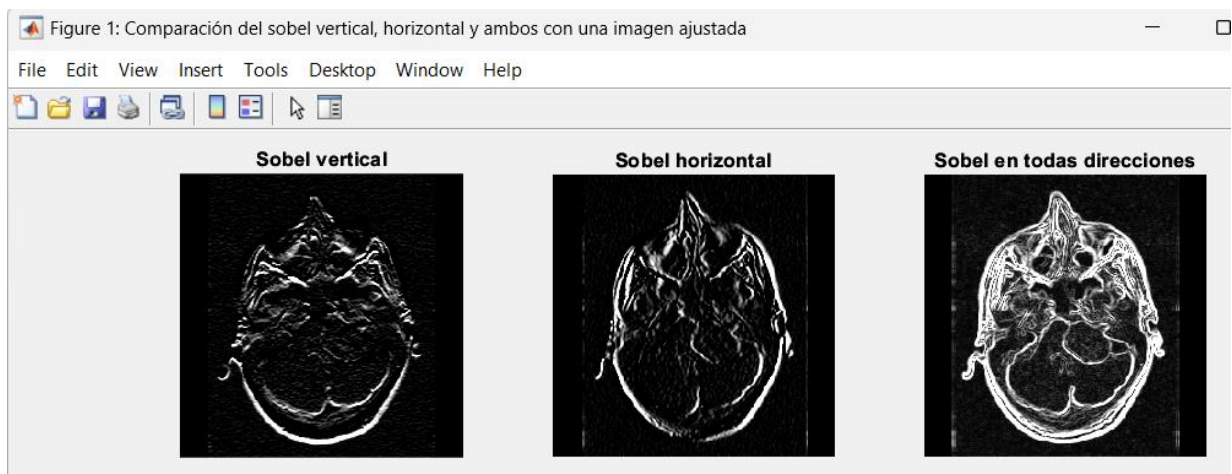 Figure 1: Comparación del sobel vertical, horizontal y ambos con una imagen ajustada
File Edit View Insert Tools Desktop Window Help
Sobel vertical
Sobel horizontal
Sobel en todas direcciones